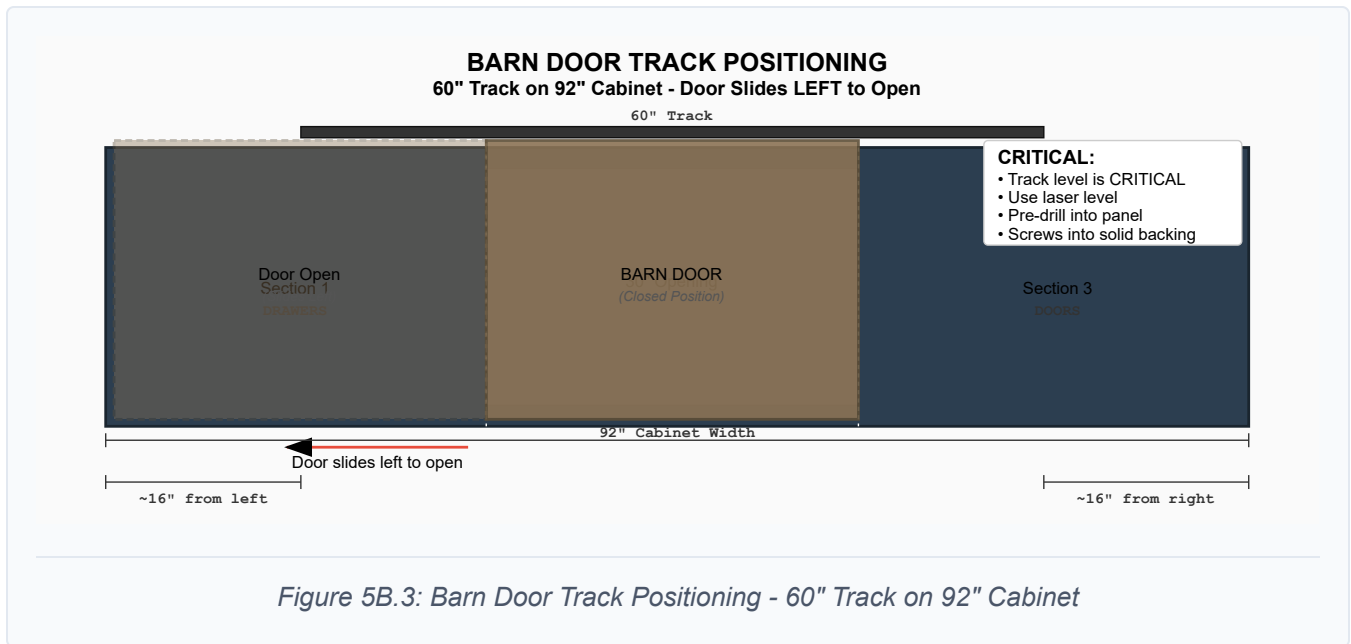 BARN DOOR TRACK POSITIONING
60" Track on 92" Cabinet - Door Slides LEFT to Open
60" Track
CRITICAL:
• Track level is CRITICAL
• Use laser level
• Pre-drill into panel
• Screws into solid backing
Door Open
Section 1
BARN DOOR
30" Opening
(Closed Position)
Section 3
DOORS
92" Cabinet Width
Door slides left to open
~16" from left
~16" from right
Figure 5B.3: Barn Door Track Positioning - 60" Track on 92" Cabinet